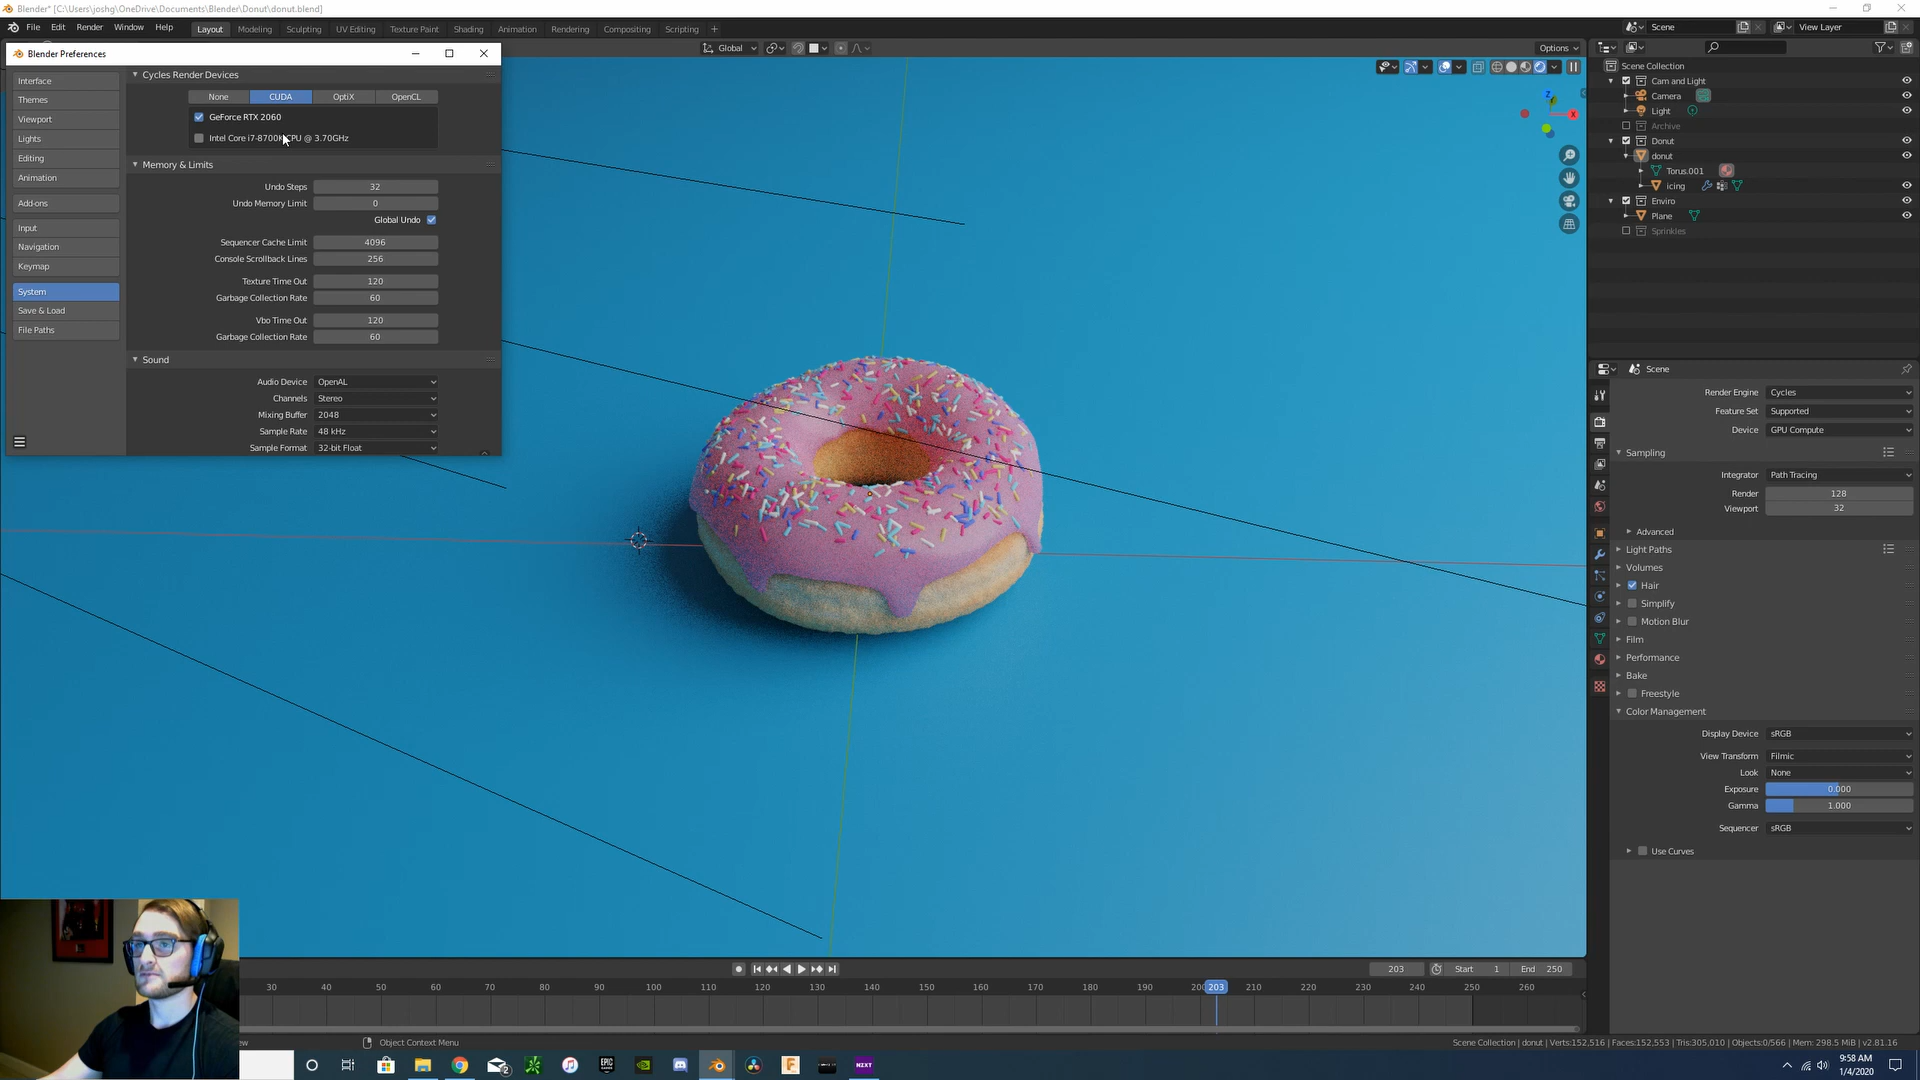 Blender* [C:\Users\joshg\OneDrive\Documents\Blender\Donut\donut.blend]
File Edit Render Window Help
Layout Modeling Sculpting UV Editing Texture Paint Shading Animation Rendering Compositing Scripting +
Scene
View Layer
Blender Preferences
Global
Options
Interface
Themes
Viewport
Lights
Editing
Animation
Add-ons
Input
Navigation
Keymap
System
Save & Load
File Paths
Cycles Render Devices
None CUDA OptiX OpenCL
GeForce RTX 2060
Intel Core i7-8700K CPU @ 3.70GHz
Memory & Limits
Undo Steps 32
Undo Memory Limit 0
Global Undo
Sequencer Cache Limit 4096
Console Scrollback Lines 256
Texture Time Out 120
Garbage Collection Rate 60
Vbo Time Out 120
Garbage Collection Rate 60
Sound
Audio Device OpenAL
Channels Stereo
Mixing Buffer 2048
Sample Rate 48 kHz
Sample Format 32-bit Float
Z
X
Scene Collection
Cam and Light
Camera
Light
Archive
Donut
donut
Torus.001
icing
Enviro
Plane
Sprinkles
Scene
Render Engine Cycles
Feature Set Supported
Device GPU Compute
Sampling
Integrator Path Tracing
Render 128
Viewport 32
Advanced
Light Paths
Volumes
Hair
Simplify
Motion Blur
Film
Performance
Bake
Freestyle
Color Management
Display Device sRGB
View Transform Filmic
Look None
Exposure 0.000
Gamma 1.000
Sequencer sRGB
Use Curves
203 Start 1 End 250
30 40 50 60 70 80 90 100 110 120 130 140 150 160 170 180 190 203 210 220 230 240 250 260
Object Context Menu
Scene Collection | donut | Verts:152,516 | Faces:152,553 | Tris:305,010 | Objects:0/566 | Mem: 298.5 MiB | v2.81.16
2
EPIC
NZXT
9:58 AM
1/4/2020